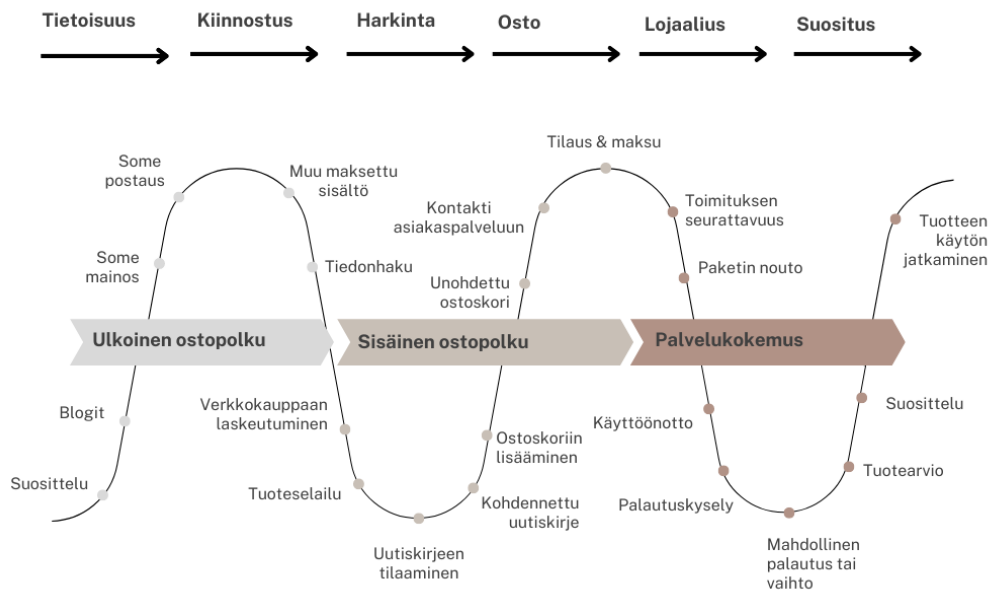 Tietoisuus
Kiinnostus
Harkinta
Osto
Lojaalius
Suositus
Some
postaus
Some
mainos
Blogit
Suosittelu
Muu maksettu
sisältö
Tiedonhaku
Ulkoinen ostopolku
Verkkokauppaan
laskeutuminen
Tuoteselailu
Uutiskirjeen
tilaaminen
Kohdennettu
uutiskirje
Ostoskoriin
lisääminen
Sisäinen ostopolku
Unohdettu
ostoskori
Kontakti
asiakaspalveluun
Tilaus & maksu
Toimituksen
seurattavuus
Paketin nouto
Palvelukokemus
Käyttöönotto
Palautuskysely
Mahdollinen
palautus tai
vaihto
Tuotearvio
Suosittelu
Tuotteen
käytön
jatkaminen